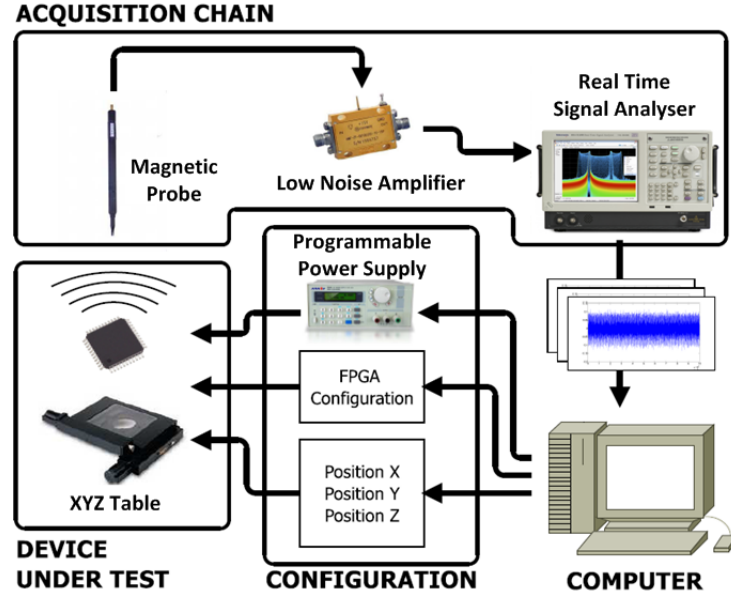 ACQUISITION CHAIN
Real Time
Signal Analyser
Magnetic
Probe
Low Noise Amplifier
Programmable
Power Supply
FPGA
Configuration
Position X
Position Y
Position Z
XYZ Table
DEVICE
UNDER TEST
CONFIGURATION
COMPUTER